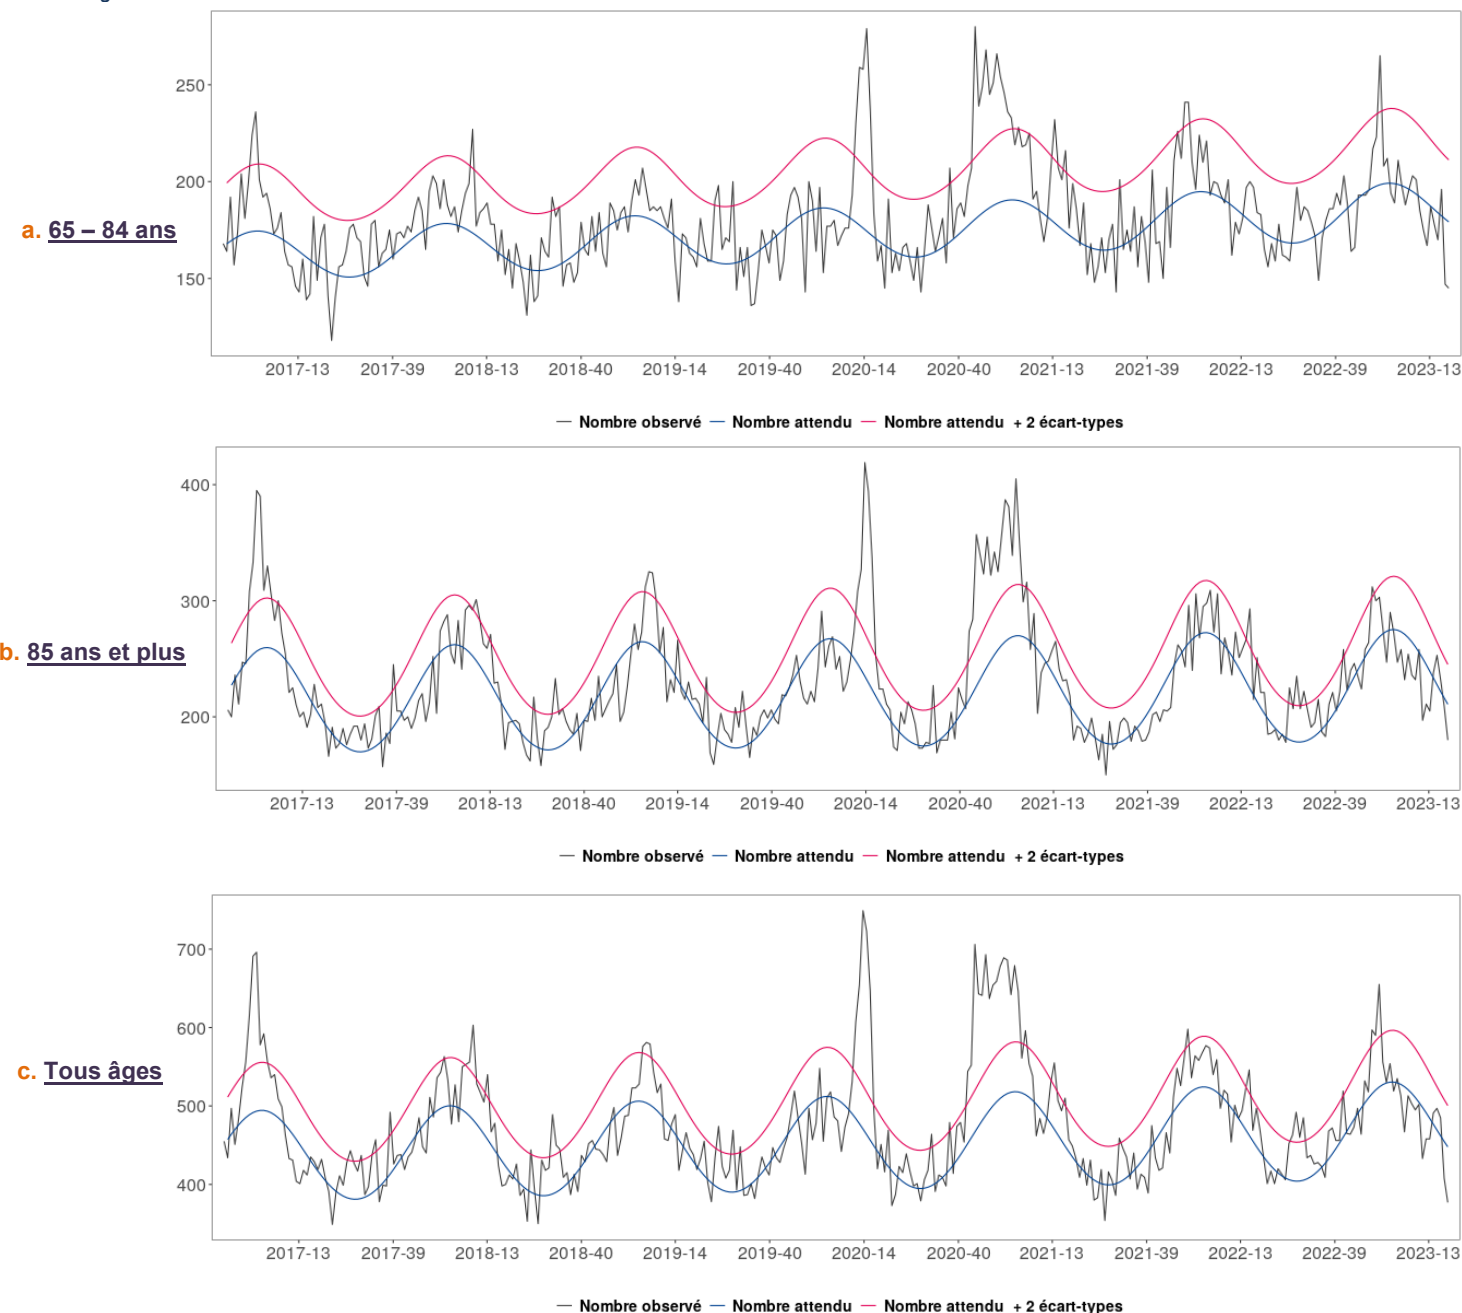 250
200
150
a. 65 – 84 ans
2017-13 2017-39 2018-13 2018-40 2019-14 2019-40 2020-14 2020-40 2021-13 2021-39 2022-13 2022-39 2023-13
Nombre observé Nombre attendu Nombre attendu + 2 écart-types
400
300
b. 85 ans et plus
200
2017-13 2017-39 2018-13 2018-40 2019-14 2019-40 2020-14 2020-40 2021-13 2021-39 2022-13 2022-39 2023-13
Nombre observé Nombre attendu Nombre attendu + 2 écart-types
700
600
c. Tous âges
500
400
2017-13 2017-39 2018-13 2018-40 2019-14 2019-40 2020-14 2020-40 2021-13 2021-39 2022-13 2022-39 2023-13
Nombre observé Nombre attendu Nombre attendu + 2 écart-types